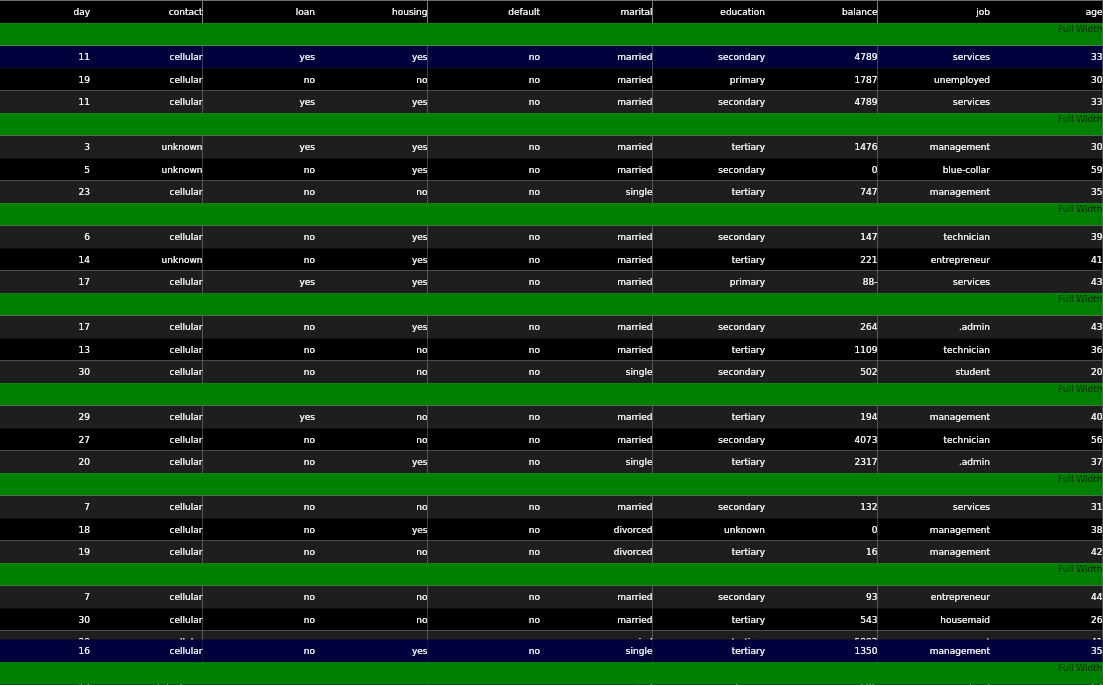 day contact loan housing default marital education balance job age
Full Width
11 cellular yes yes no married secondary 4789 services 33
19 cellular no no no married primary 1787 unemployed 30
11 cellular yes yes no married secondary 4789 services 33
Full Width
3 unknown yes yes no married tertiary 1476 management 30
5 unknown no yes no married secondary 0 blue-collar 59
23 cellular no no no single tertiary 747 management 35
Full Width
6 cellular no yes no married secondary 147 technician 39
14 unknown no yes no married tertiary 221 entrepreneur 41
17 cellular yes yes no married primary 88- services 43
Full Width
17 cellular no yes no married secondary 264 .admin 43
13 cellular no no no married tertiary 1109 technician 36
30 cellular no no no single secondary 502 student 20
Full Width
29 cellular yes no no married tertiary 194 management 40
27 cellular no no no married secondary 4073 technician 56
20 cellular no yes no single tertiary 2317 .admin 37
Full Width
7 cellular no no no married secondary 132 services 31
18 cellular no yes no divorced unknown 0 management 38
19 cellular no no no divorced tertiary 16 management 42
Full Width
7 cellular no no no married secondary 93 entrepreneur 44
30 cellular no no no married tertiary 543 housemaid 26
16 cellular no yes no single tertiary 1350 management 35
Full Width